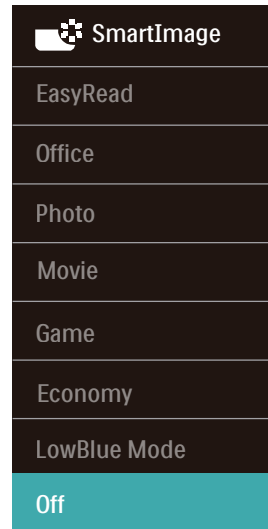 SmartImage
EasyRead
Office
Photo
Movie
Game
Economy
LowBlue Mode
Off